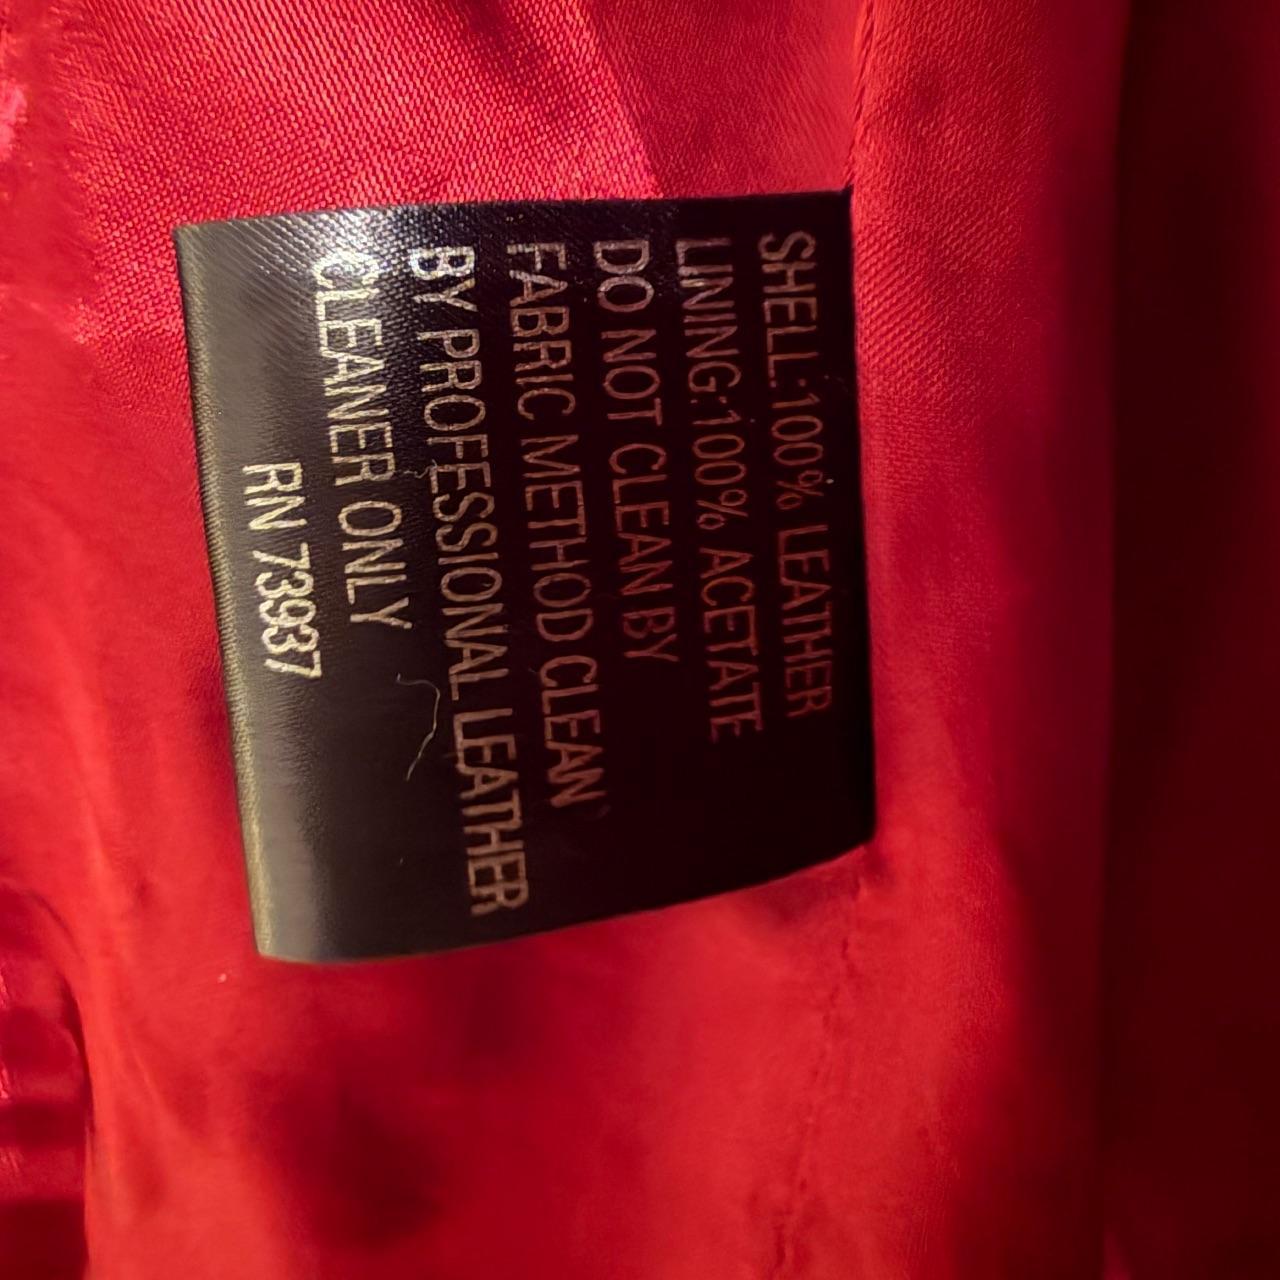 SHELL:100% LEATHER
LINING:100% ACETATE
DO NOT CLEAN BY
FABRIC METHOD CLEAN
BY PROFESSIONAL LEATHER
CLEANER ONLY
RN 73937